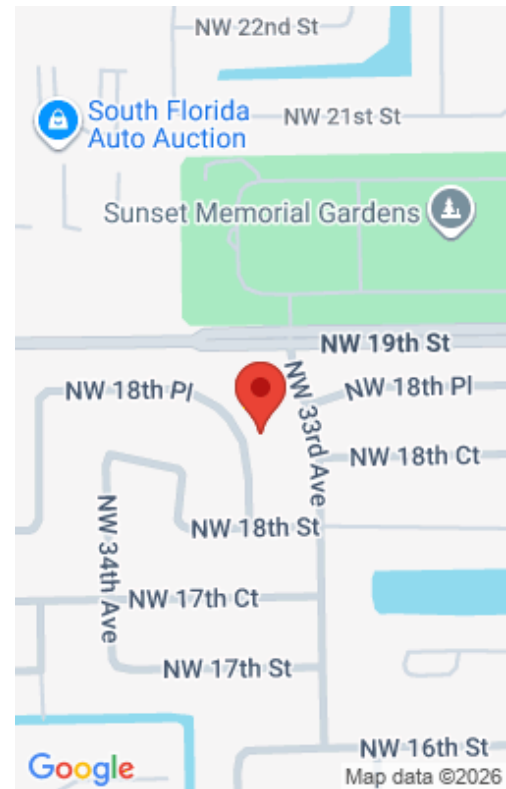 NW 22nd St
South Florida
Auto Auction
NW 21st St
Sunset Memorial Gardens
NW 19th St
NW 18th Pl
NW 33rd Ave
NW 18th Pl
NW 18th Ct
NW 34th Ave
NW 18th St
NW 17th Ct
NW 17th St
NW 16th St
Google
Map data ©2026